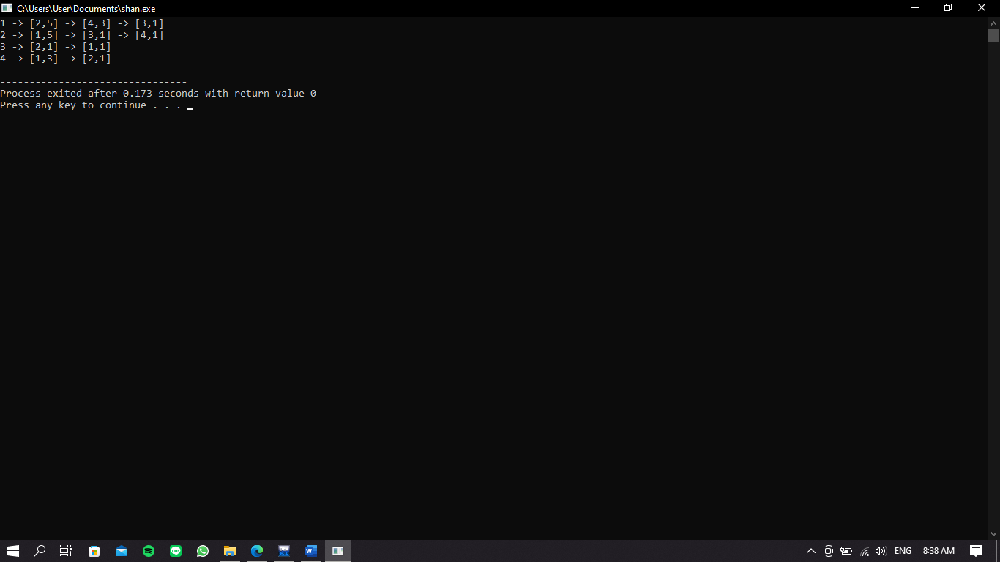 C:\Users\User\Documents\shan.exe
1 -> [2,5] -> [4,3] -> [3,1]
2 -> [1,5] -> [3,1] -> [4,1]
3 -> [2,1] -> [1,1]
4 -> [1,3] -> [2,1]
--------------------------------
Process exited after 0.173 seconds with return value 0
Press any key to continue . . .
ENG 8:38 AM